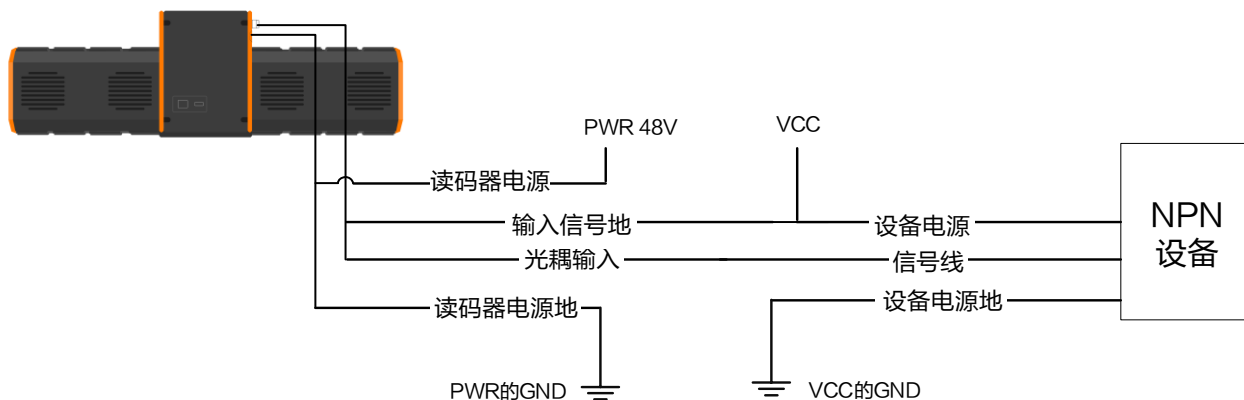 PWR 48V
VCC
读码器电源
输入信号地
设备电源
NPN
设备
光耦输入
信号线
读码器电源地
设备电源地
PWR的GND
VCC的GND